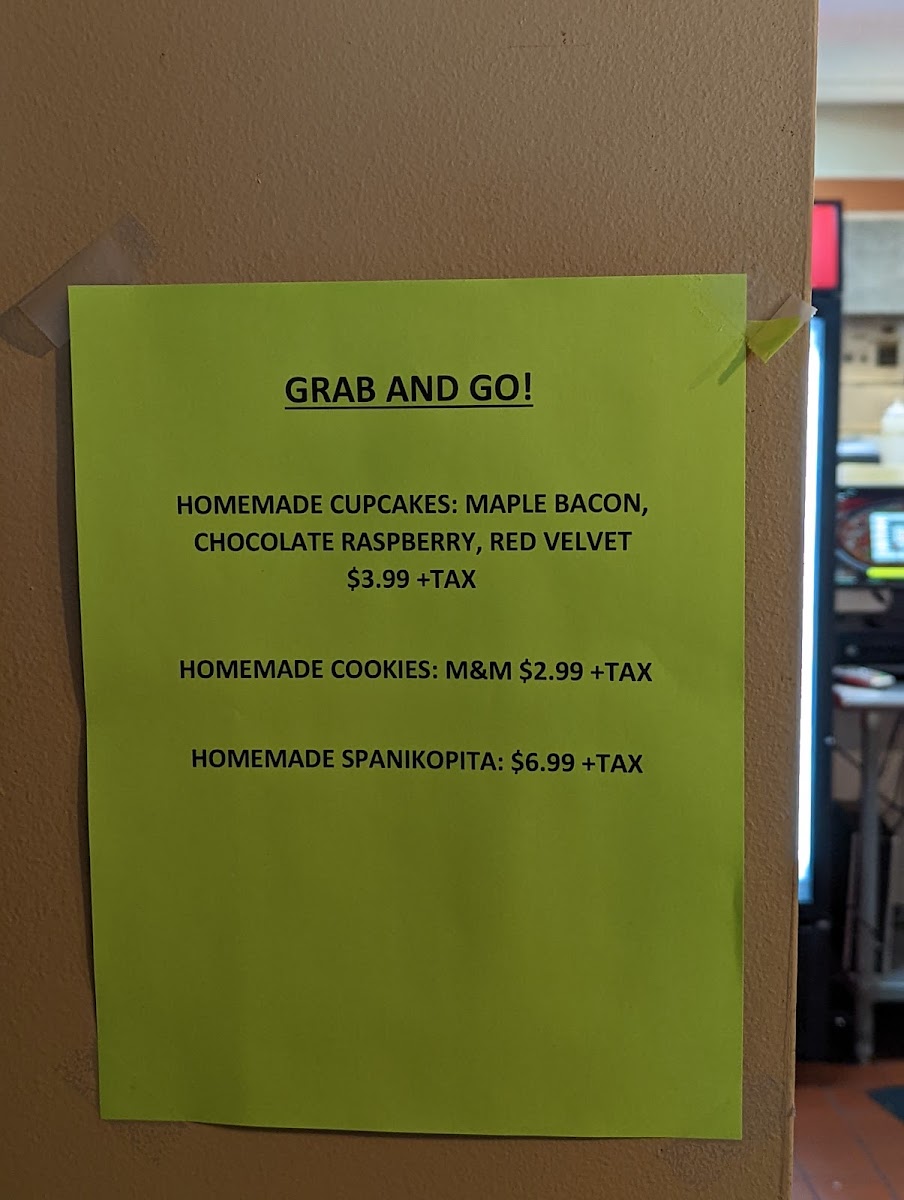 GRAB AND GO!
HOMEMADE CUPCAKES: MAPLE BACON,
CHOCOLATE RASPBERRY, RED VELVET
$3.99 +TAX
HOMEMADE COOKIES: M&M $2.99 +TAX
HOMEMADE SPANIKOPITA: $6.99 +TAX